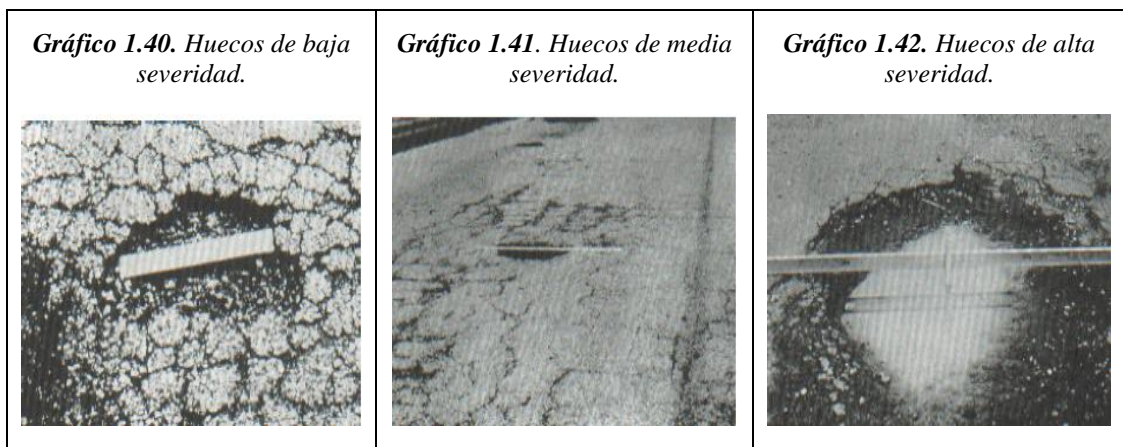 Gráfico 1.40. Huecos de baja
severidad.
Gráfico 1.41. Huecos de media
severidad.
Gráfico 1.42. Huecos de alta
severidad.